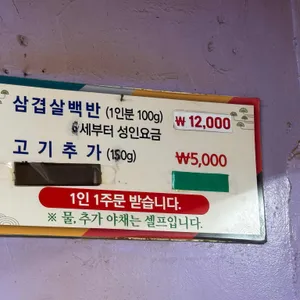 삼겹살백반 (1인분 100g) ₩ 12,000
6세부터 성인요금
고기추가 (150g) ₩5,000
1인 1주문 받습니다.
※ 물, 추가 야채는 셀프입니다.